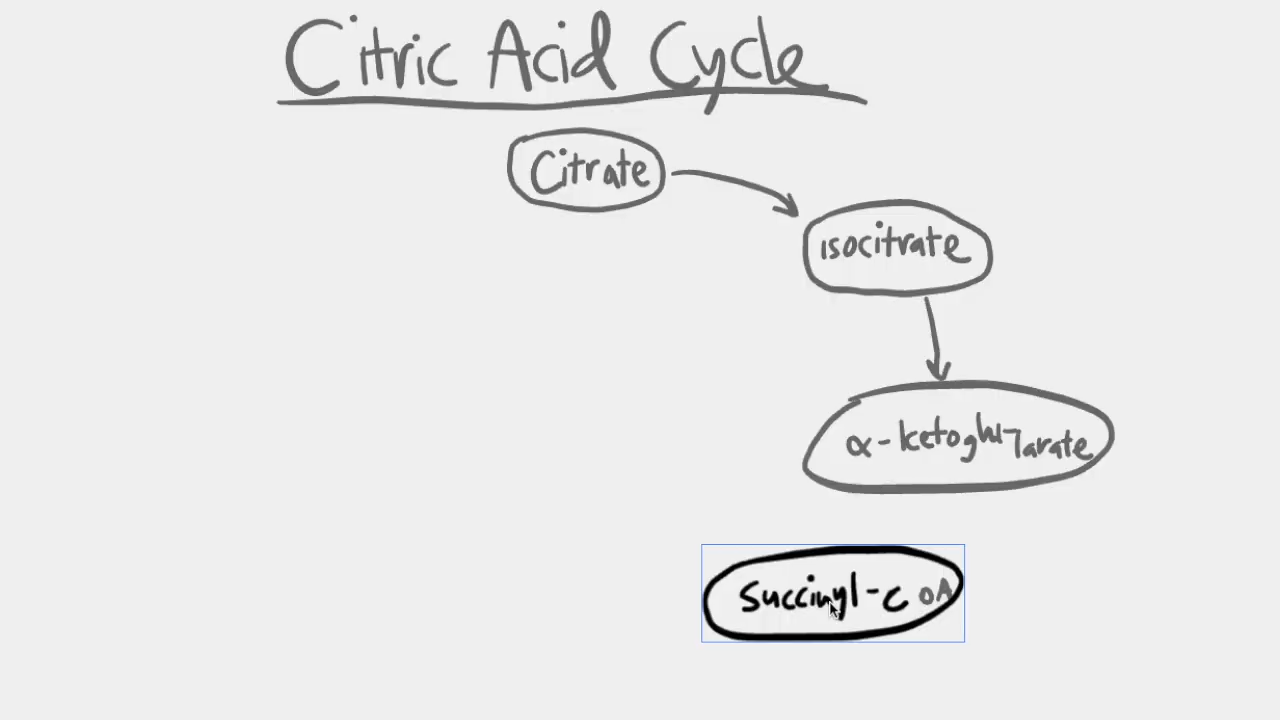 Citric Acid Cycle
Citrate
isocitrate
α-ketoglutarate
Succinyl-CoA